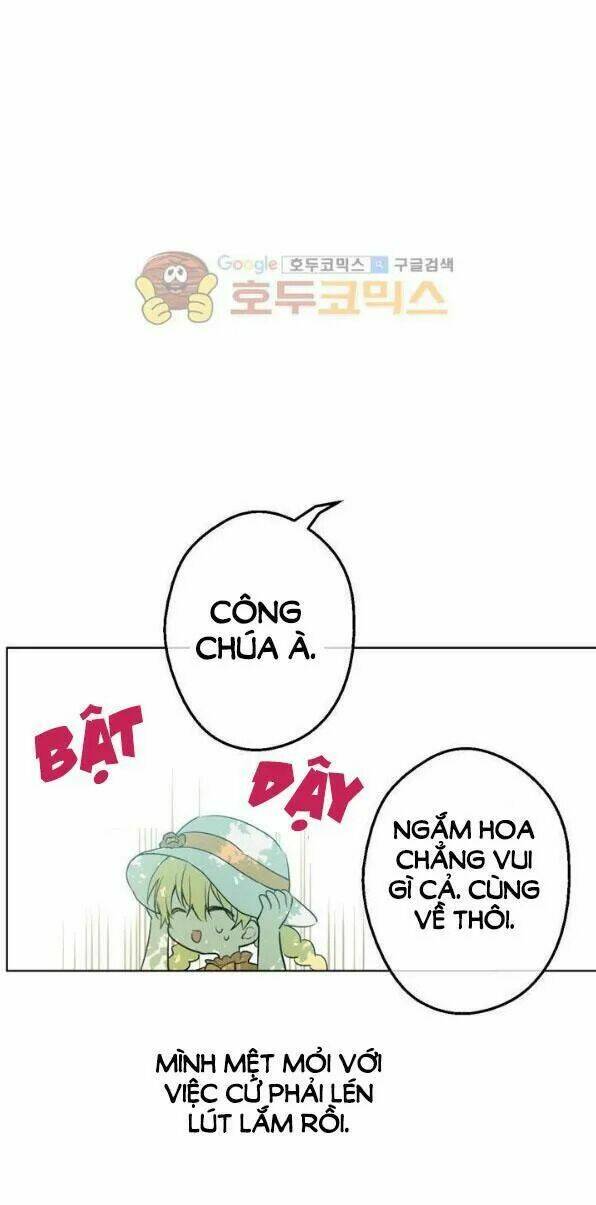 Google 호두코믹스 구글검색
호두코믹스
CÔNG
CHÚA À.
BẬT
DẬY
NGẮM HOA
CHẲNG VUI
GÌ CẢ. CÙNG
VỀ THÔI.
MÌNH MỆT MỎI VỚI
VIỆC CỨ PHẢI LÉN
LÚT LẮM RỒI.